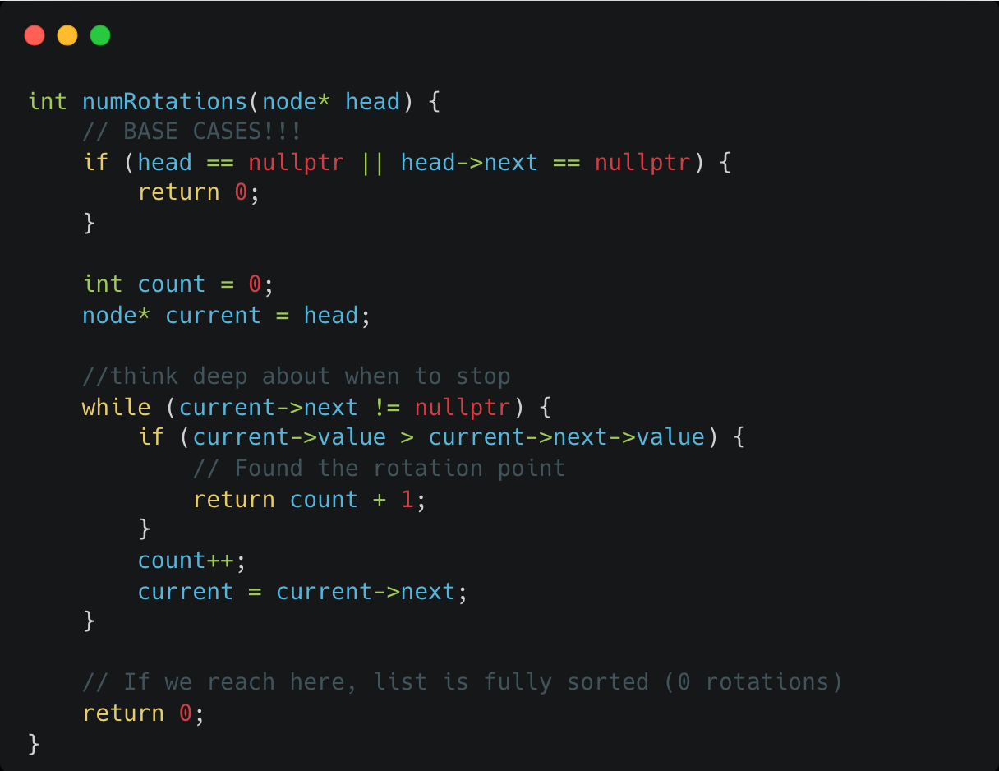 int numRotations(node* head) {
    // BASE CASES!!!
    if (head == nullptr || head->next == nullptr) {
        return 0;
    }
    int count = 0;
    node* current = head;
    //think deep about when to stop
    while (current->next != nullptr) {
        if (current->value > current->next->value) {
            // Found the rotation point
            return count + 1;
        }
        count++;
        current = current->next;
    }
    // If we reach here, list is fully sorted (0 rotations)
    return 0;
}